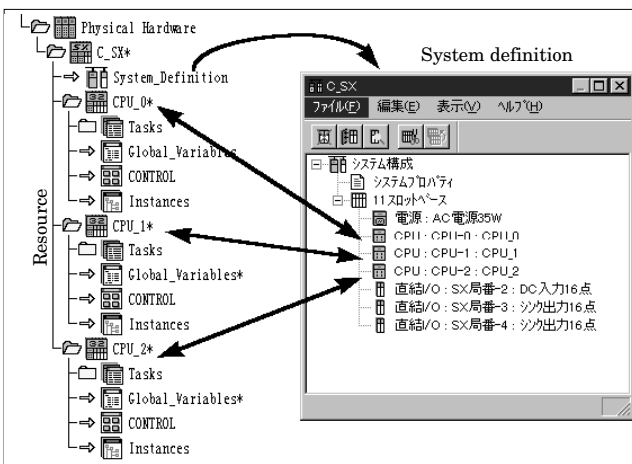 Physical Hardware
C_SX*
System_Definition
CPU_0*
Tasks
Global_Variables
CONTROL
Instances
CPU_1*
Tasks
Global_Variables*
CONTROL
Instances
CPU_2*
Tasks
Global_Variables*
CONTROL
Instances
Resource
System definition
C_SX
ファイル(F) 編集(E) 表示(V) ヘルプ(H)
システム構成
システムプロパティ
11スロットベース
電源 : AC電源35W
CPU : CPU-0 : CPU_0
CPU : CPU-1 : CPU_1
CPU : CPU-2 : CPU_2
直結I/O : SX局番-2 : DC入力16点
直結I/O : SX局番-3 : シンク出力16点
直結I/O : SX局番-4 : シンク出力16点